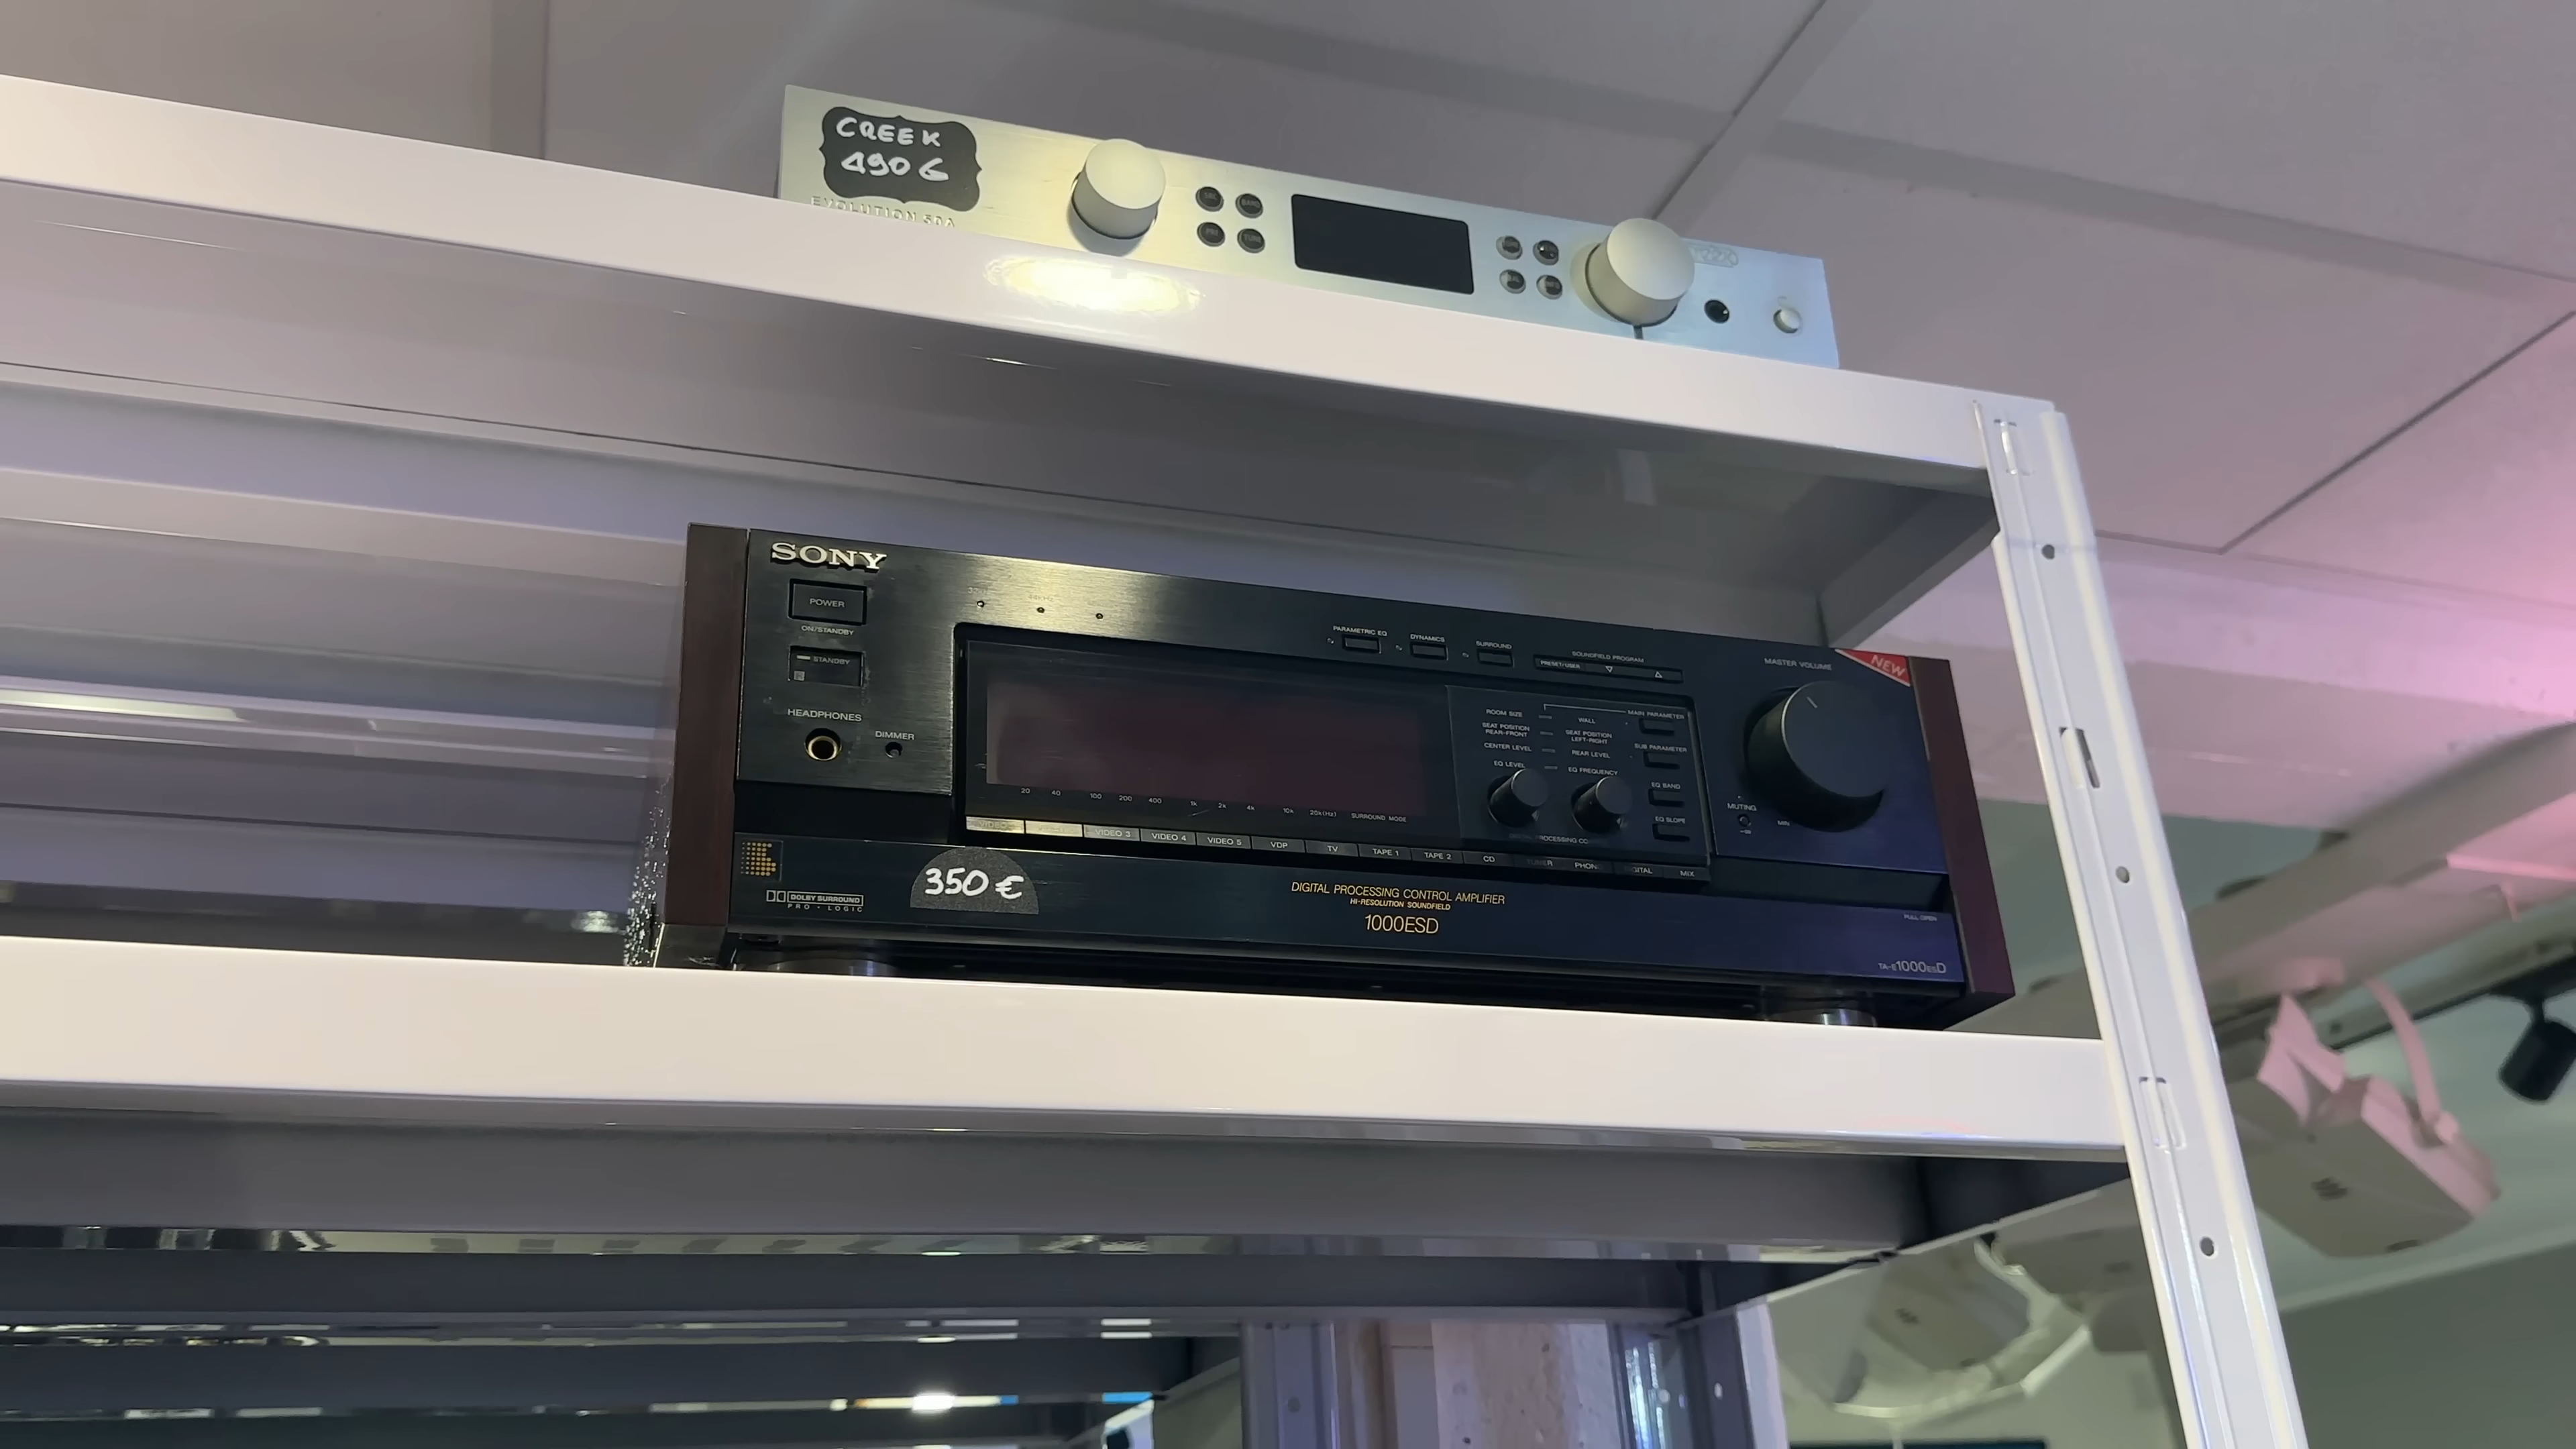 CREEK
490 €
EVOLUTION 50A
SONY
POWER
ON/STANDBY
STANDBY
HEADPHONES
DIMMER
PARAMETRIC EQ
DYNAMICS
SURROUND
SOUNDFIELD PROGRAM
PRESET/USER
MASTER VOLUME
NEW
ROOM SIZE
WALL
MAIN PARAMETER
SEAT POSITION
REAR-FRONT
SEAT POSITION
LEFT-RIGHT
SUB PARAMETER
CENTER LEVEL
REAR LEVEL
EQ LEVEL
EQ FREQUENCY
EQ BAND
EQ SLOPE
MUTING
MIN
20 40 100 200 400 1k 2k 4k 10k 20k(Hz) SURROUND MODE
VIDEO 3 VIDEO 4 VIDEO 5 VDP TV TAPE 1 TAPE 2 CD TUNER PHONO MIX
350 €
DOLBY SURROUND
PRO · LOGIC
DIGITAL PROCESSING CONTROL AMPLIFIER
HI-RESOLUTION SOUNDFIELD
1000ESD
PULL OPEN
TA-E1000ESD